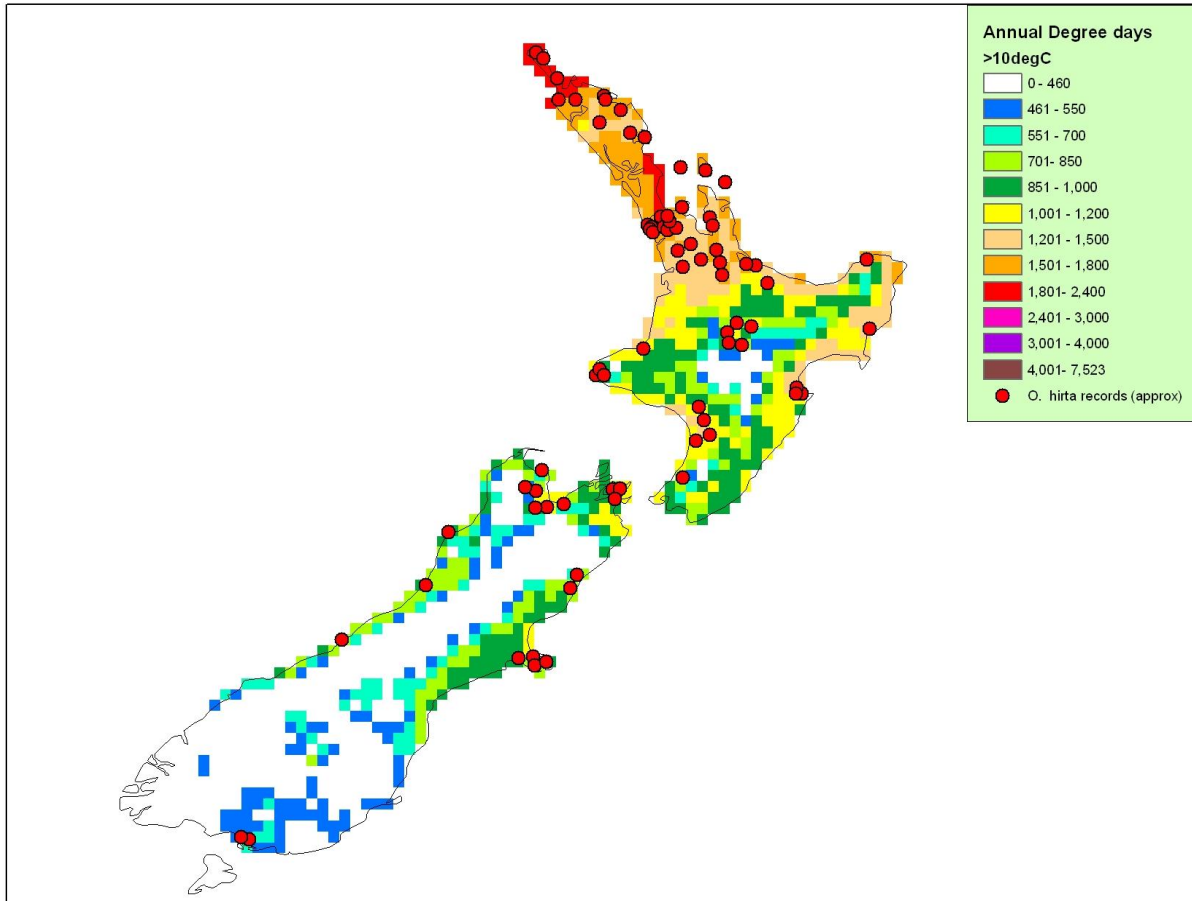 Annual Degree days
>10degC
0 - 460
461 - 550
551 - 700
701- 850
851 - 1,000
1,001 - 1,200
1,201 - 1,500
1,501 - 1,800
1,801- 2,400
2,401 - 3,000
3,001 - 4,000
4,001- 7,523
O. hirta records (approx)